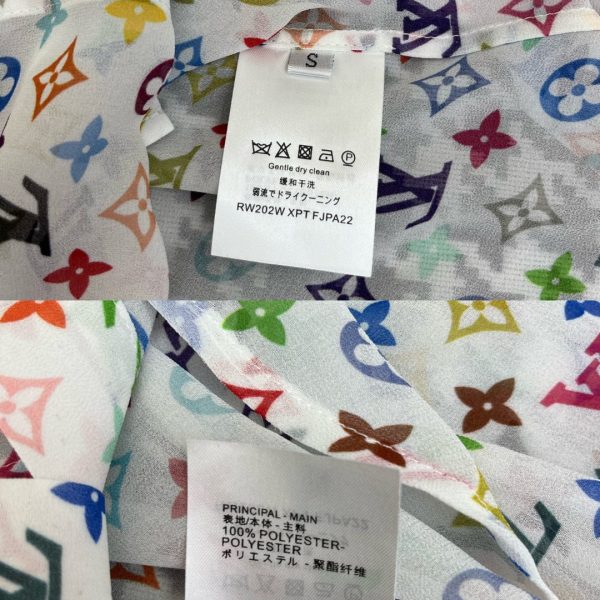 S
Gentle dry clean
缓和干洗
弱流でドライクーニング
RW202W XPT FJPA22
PRINCIPAL - MAIN
表地/本体 - 主料
100% POLYESTER-
POLYESTER
ポリエステル - 聚酯纤维